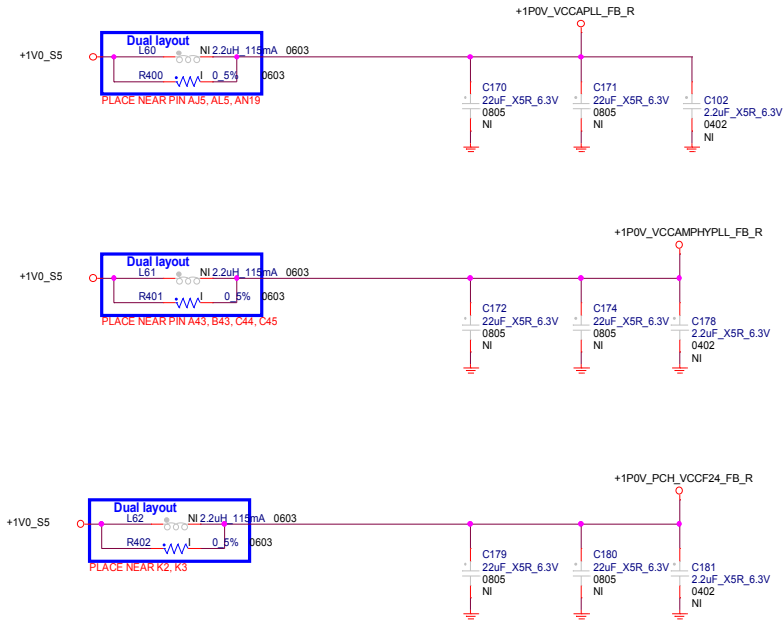 +1P0V_VCCAPLL_FB_R
Dual layout
+1V0_S5
L60 NI 2.2uH_115mA 0603
R400 I 0_5% 0603
PLACE NEAR PIN AJ5, AL5, AN19
C170
22uF_X5R_6.3V
0805
NI
C171
22uF_X5R_6.3V
0805
NI
C102
2.2uF_X5R_6.3V
0402
NI
+1P0V_VCCAMPHYPLL_FB_R
Dual layout
+1V0_S5
L61 NI 2.2uH_115mA 0603
R401 I 0_5% 0603
PLACE NEAR PIN A43, B43, C44, C45
C172
22uF_X5R_6.3V
0805
NI
C174
22uF_X5R_6.3V
0805
NI
C178
2.2uF_X5R_6.3V
0402
NI
+1P0V_PCH_VCCF24_FB_R
Dual layout
+1V0_S5
L62 NI 2.2uH_115mA 0603
R402 I 0_5% 0603
PLACE NEAR K2, K3
C179
22uF_X5R_6.3V
0805
NI
C180
22uF_X5R_6.3V
0805
NI
C181
2.2uF_X5R_6.3V
0402
NI